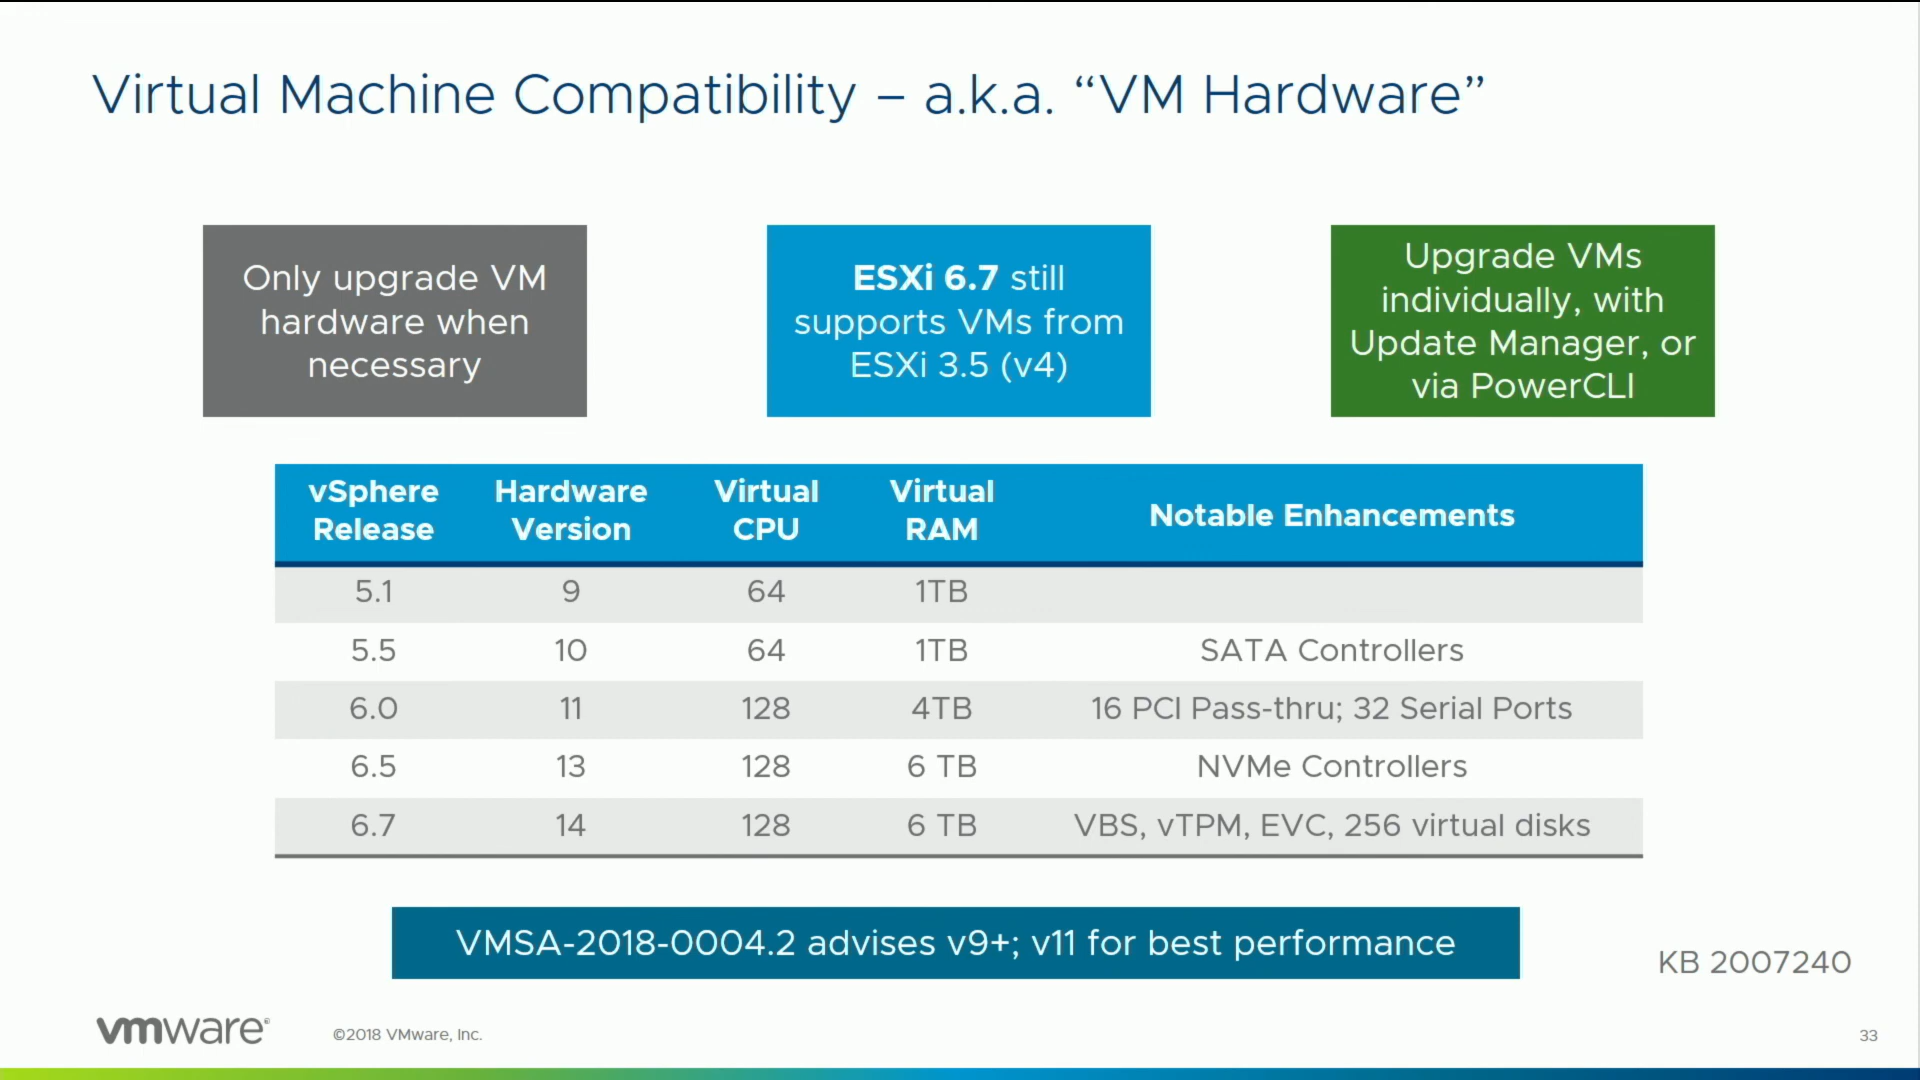 Virtual Machine Compatibility – a.k.a. “VM Hardware”
Only upgrade VM
hardware when
necessary
ESXi 6.7 still
supports VMs from
ESXi 3.5 (v4)
Upgrade VMs
individually, with
Update Manager, or
via PowerCLI
vSphere Release Hardware Version Virtual CPU Virtual RAM Notable Enhancements
5.1 9 64 1TB
5.5 10 64 1TB SATA Controllers
6.0 11 128 4TB 16 PCI Pass-thru; 32 Serial Ports
6.5 13 128 6 TB NVMe Controllers
6.7 14 128 6 TB VBS, vTPM, EVC, 256 virtual disks
VMSA-2018-0004.2 advises v9+; v11 for best performance
KB 2007240
vmware®
©2018 VMware, Inc.
33